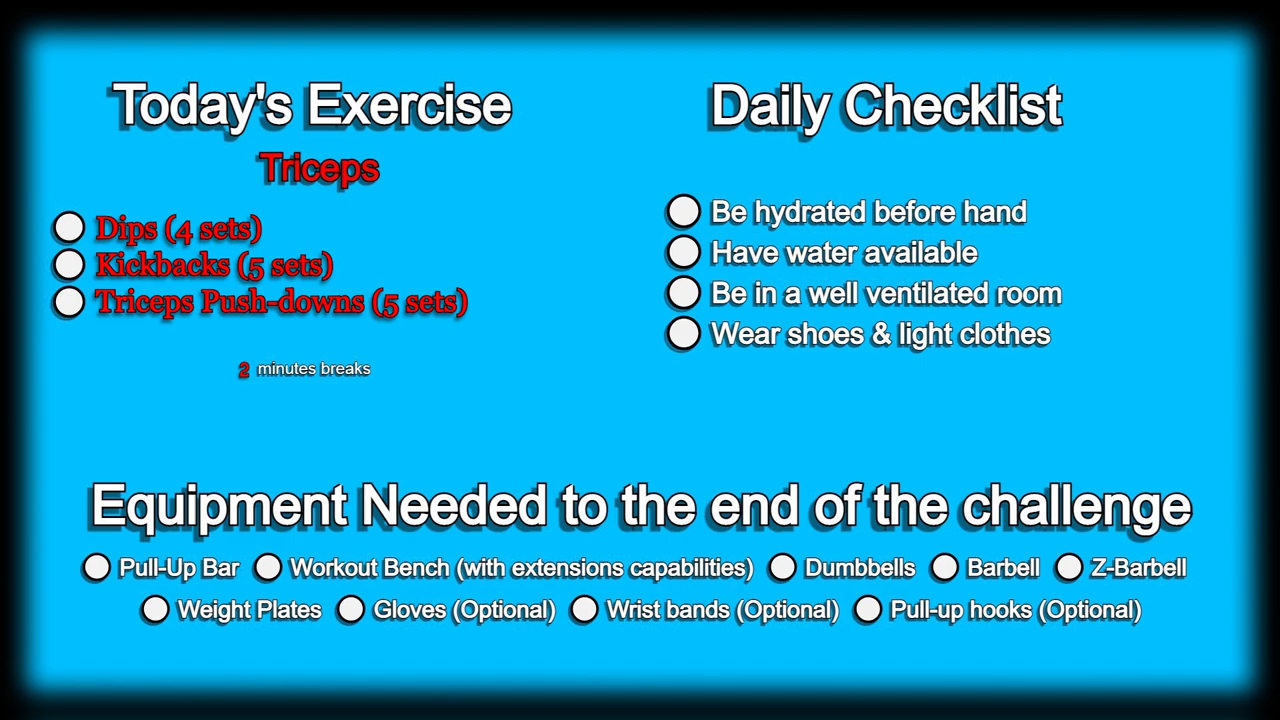 Today's Exercise
Triceps
Dips (4 sets)
Kickbacks (5 sets)
Triceps Push-downs (5 sets)
2 minutes breaks
Daily Checklist
Be hydrated before hand
Have water available
Be in a well ventilated room
Wear shoes & light clothes
Equipment Needed to the end of the challenge
Pull-Up Bar Workout Bench (with extensions capabilities) Dumbbells Barbell Z-Barbell
Weight Plates Gloves (Optional) Wrist bands (Optional) Pull-up hooks (Optional)